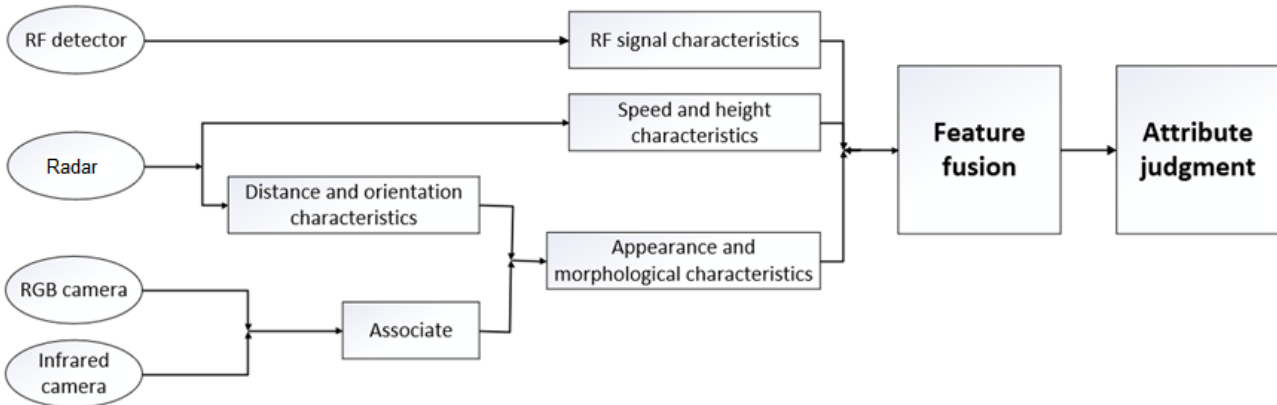 RF detector
RF signal characteristics
Speed and height
characteristics
Feature
fusion
Attribute
judgment
Radar
Distance and orientation
characteristics
Appearance and
morphological characteristics
RGB camera
Associate
Infrared
camera